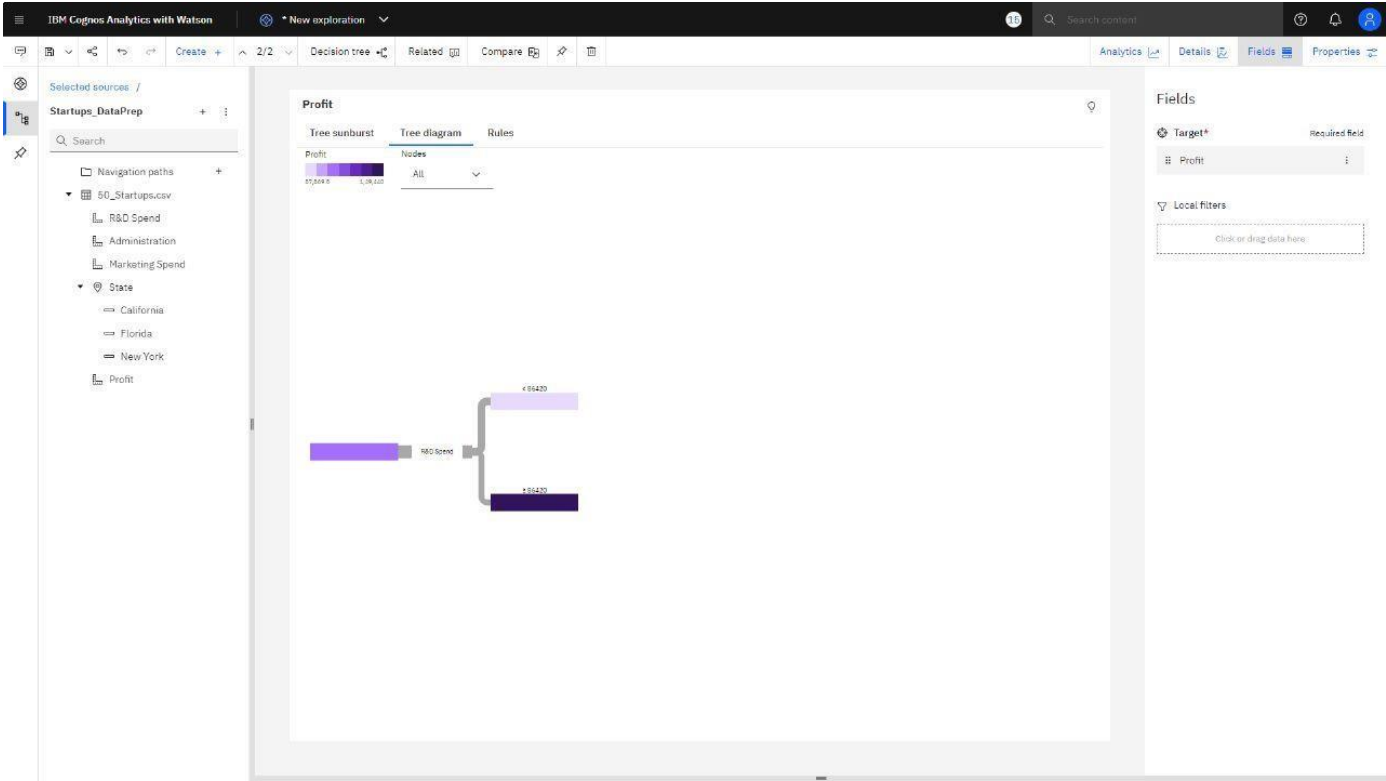 IBM Cognos Analytics with Watson
* New exploration
15
Search content
Create +
2/2
Decision tree
Related
Compare
Analytics
Details
Fields
Properties
Selected sources /
Startups_DataPrep
Search
Navigation paths
50_Startups.csv
R&D Spend
Administration
Marketing Spend
State
California
Florida
New York
Profit
Profit
Tree sunburst
Tree diagram
Rules
Profit
Nodes
All
R&D Spend
< 86420
≥ 86420
Fields
Target*
Required field
Profit
Local filters
Click or drag data here